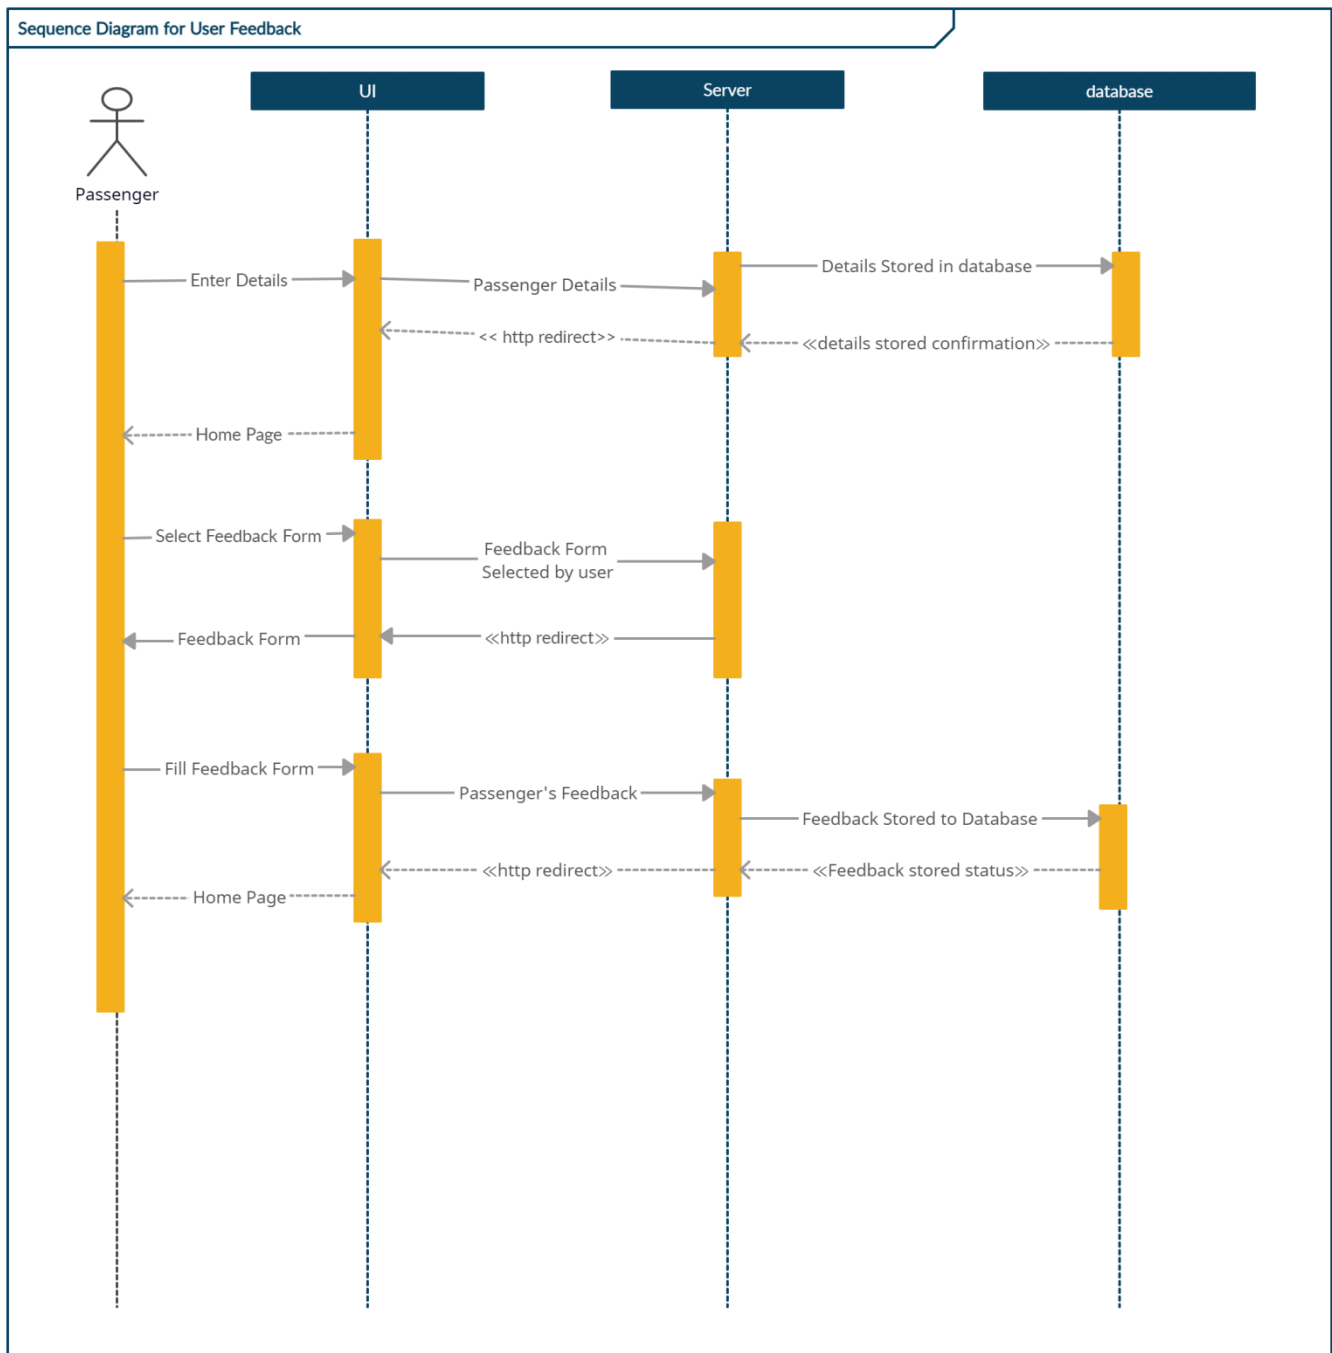 Sequence Diagram for User Feedback
UI
Server
database
Passenger
Enter Details
Passenger Details
Details Stored in database
<< http redirect>>
≪details stored confirmation≫
Home Page
Select Feedback Form
Feedback Form
Selected by user
Feedback Form
≪http redirect≫
Fill Feedback Form
Passenger's Feedback
Feedback Stored to Database
≪http redirect≫
≪Feedback stored status≫
Home Page